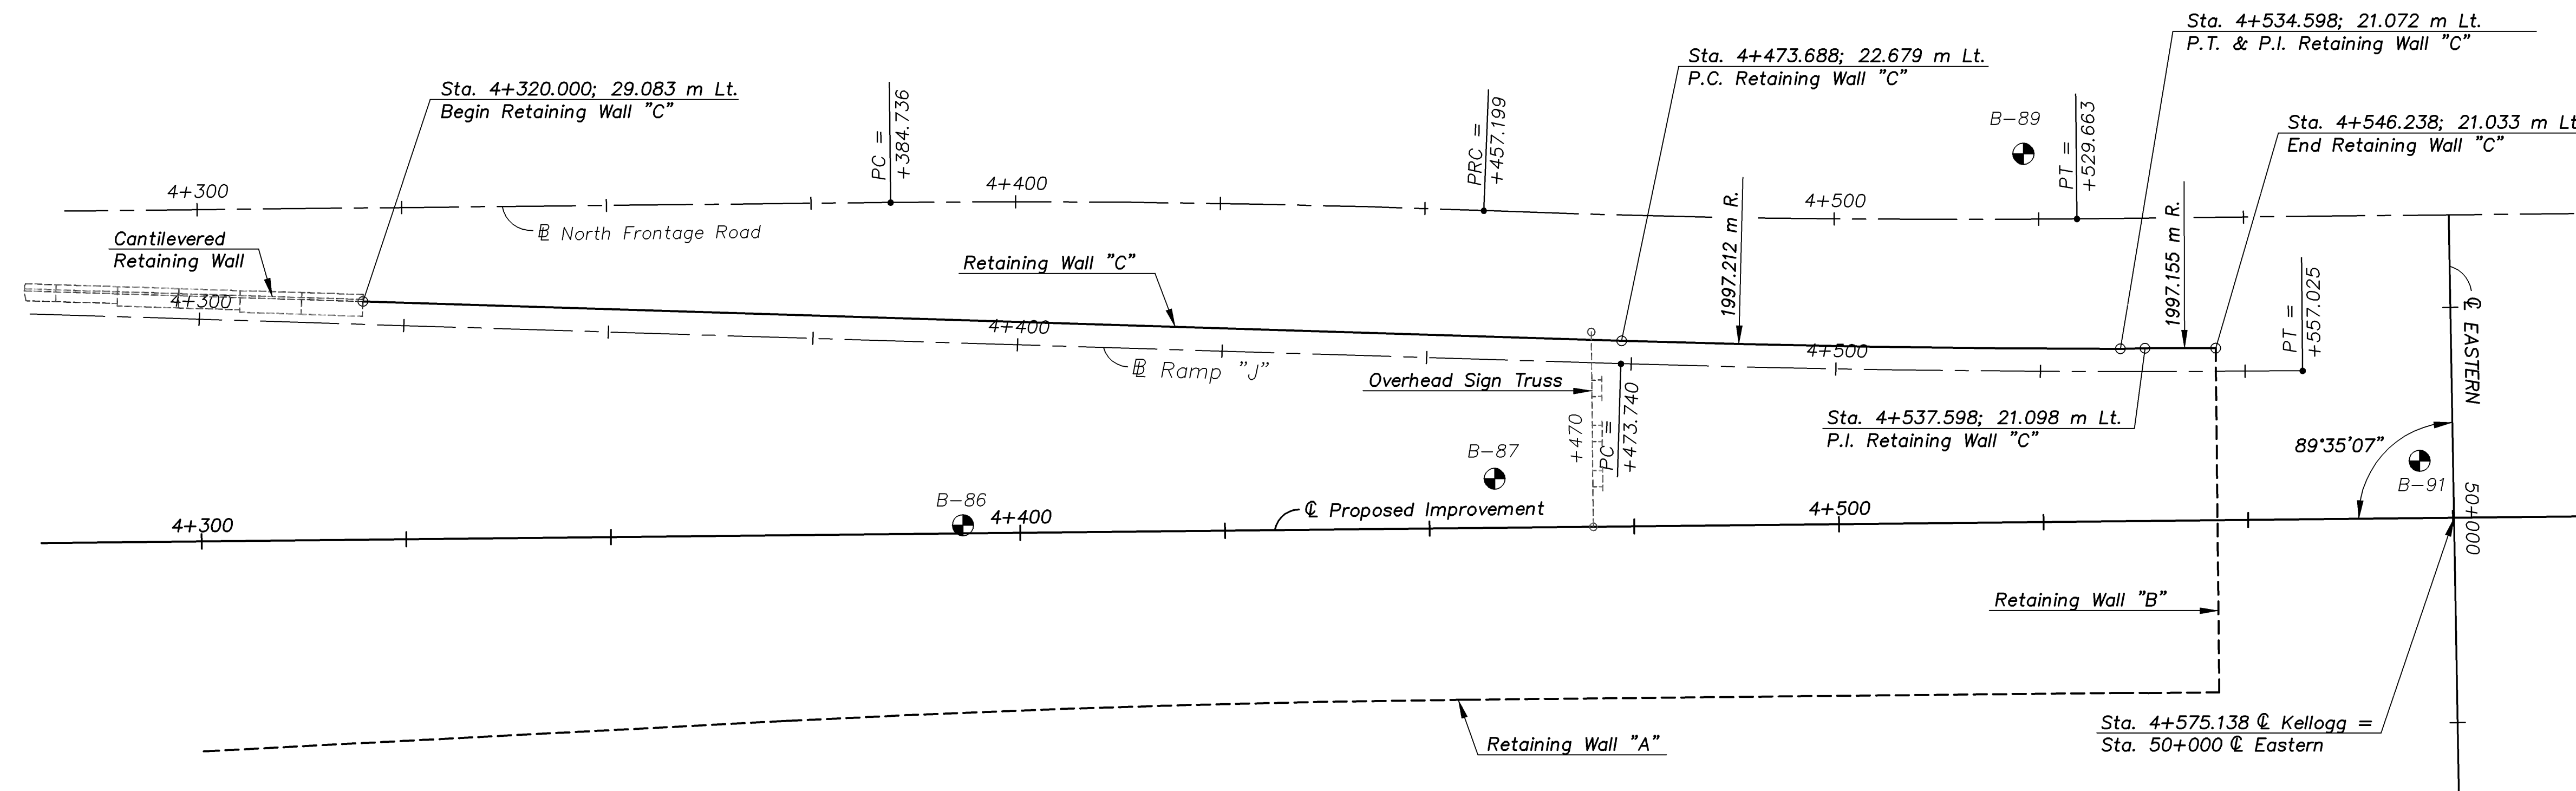 Sta. 4+534.598; 21.072 m Lt.
P.T. & P.I. Retaining Wall "C"
Sta. 4+473.688; 22.679 m Lt.
P.C. Retaining Wall "C"
Sta. 4+320.000; 29.083 m Lt.
Begin Retaining Wall "C"
PC =
+384.736
PRC =
+457.199
B-89
PT =
+529.663
Sta. 4+546.238; 21.033 m Lt
End Retaining Wall "C"
4+300
4+400
4+500
℄ North Frontage Road
Cantilevered
Retaining Wall
Retaining Wall "C"
1997.212 m R.
1997.155 m R.
PT =
+557.025
℄ EASTERN
4+300
4+400
4+500
℄ Ramp "J"
Overhead Sign Truss
+470
PC =
+473.740
Sta. 4+537.598; 21.098 m Lt.
P.I. Retaining Wall "C"
89°35'07"
B-87
B-91
B-86
℄ Proposed Improvement
4+300
4+400
4+500
50+000
Retaining Wall "B"
Retaining Wall "A"
Sta. 4+575.138 ℄ Kellogg =
Sta. 50+000 ℄ Eastern